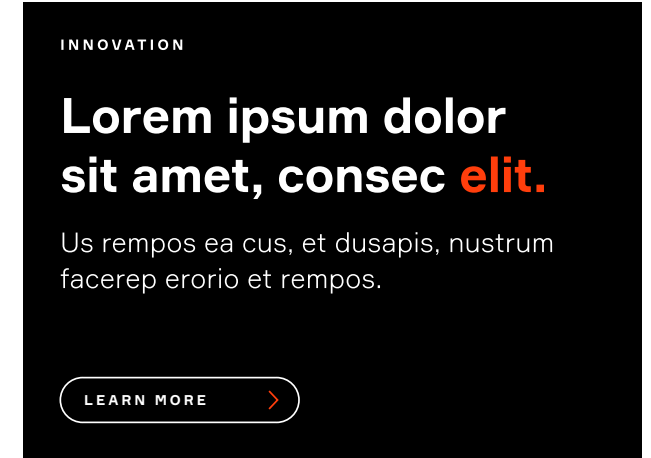 INNOVATION
Lorem ipsum dolor
sit amet, consec elit.
Us rempos ea cus, et dusapis, nustrum
facerep erorio et rempos.
LEARN MORE